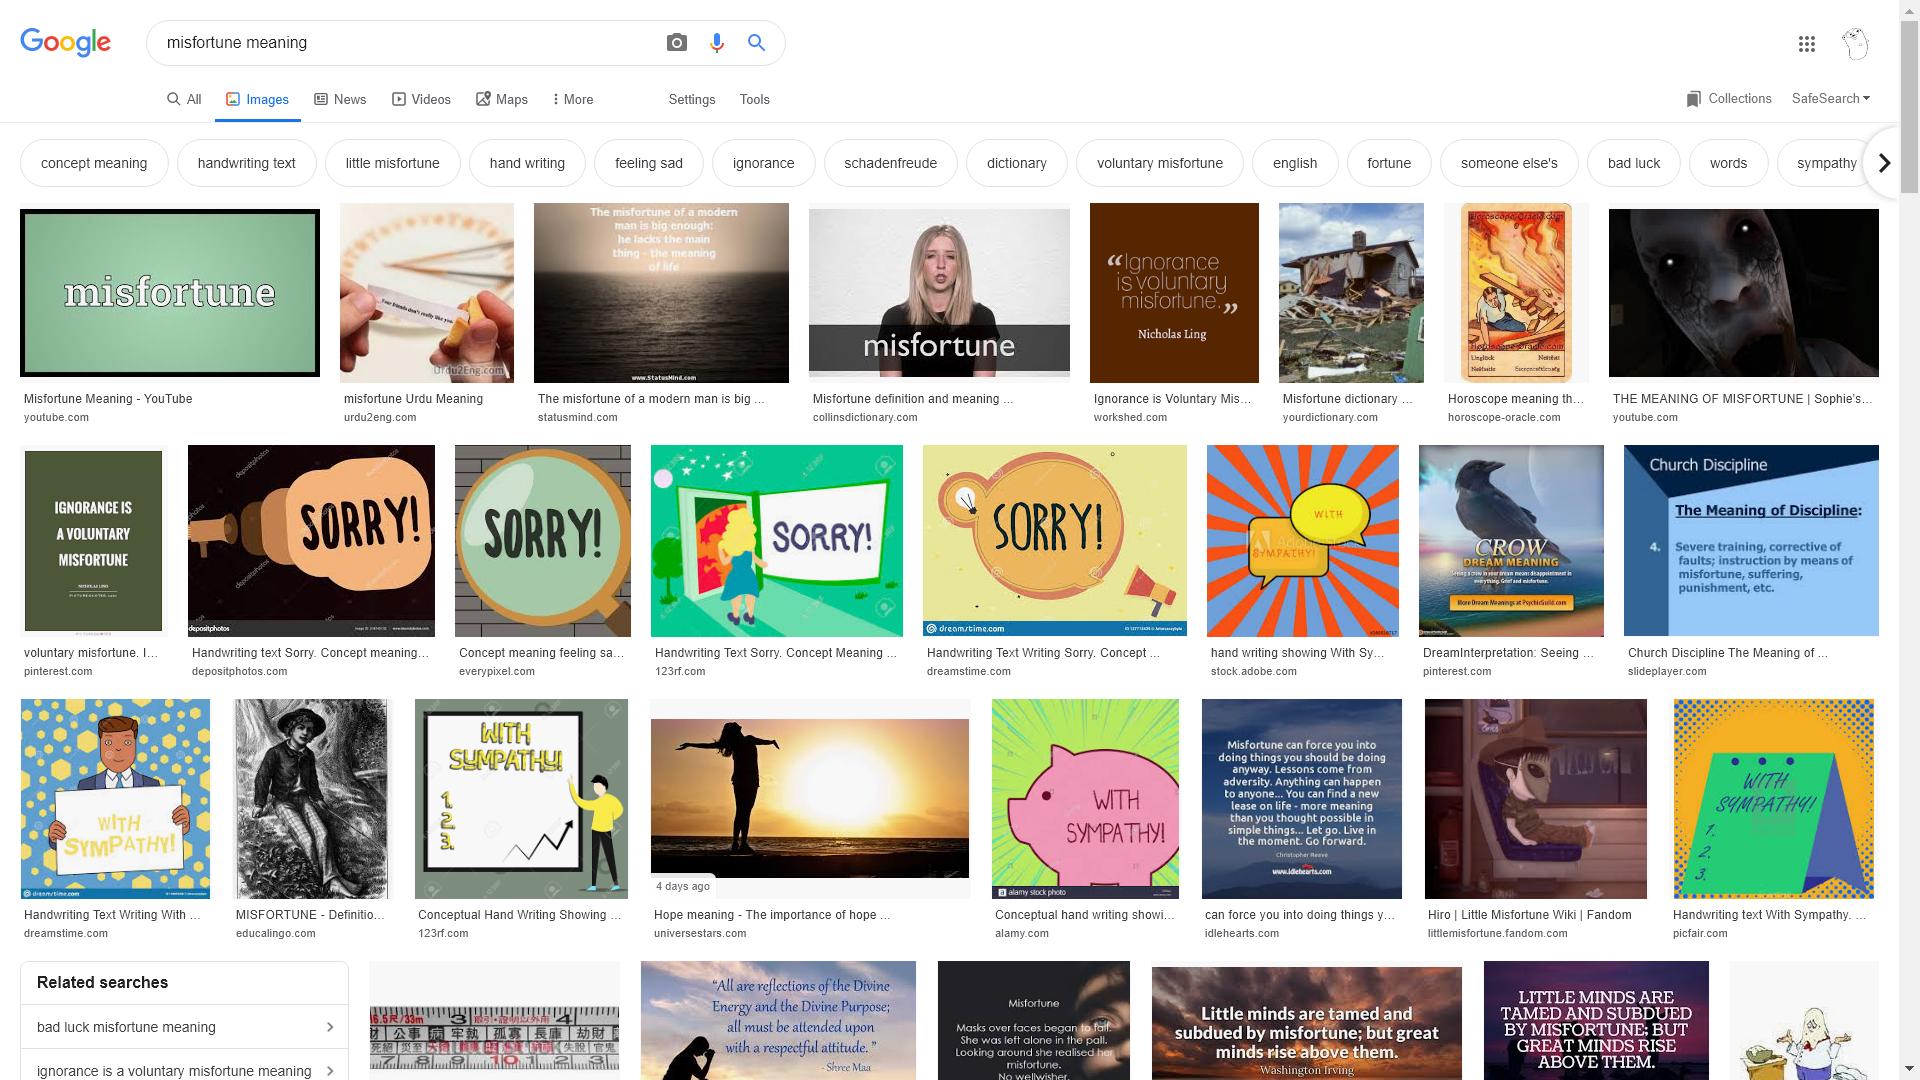 Google
misfortune meaning
All
Images
News
Videos
Maps
More
Settings
Tools
Collections
SafeSearch
concept meaning
handwriting text
little misfortune
hand writing
feeling sad
ignorance
schadenfreude
dictionary
voluntary misfortune
english
fortune
someone else's
bad luck
words
sympathy
misfortune
Your friends don't really like you.
Urdu2Eng.com
The misfortune of a modern
man is big enough:
he lacks the main
thing - the meaning
of life
www.StatusMind.com
misfortune
“Ignorance
is voluntary
misfortune.”
Nicholas Ling
Horoscope-Oracle.com
Horoscope-Oracle.com
Unglück
Misfortune Meaning - YouTube
youtube.com
misfortune Urdu Meaning
urdu2eng.com
The misfortune of a modern man is big ...
statusmind.com
Misfortune definition and meaning ...
collinsdictionary.com
Ignorance is Voluntary Mis...
workshed.com
Misfortune dictionary ...
yourdictionary.com
Horoscope meaning th...
horoscope-oracle.com
THE MEANING OF MISFORTUNE | Sophie's...
youtube.com
IGNORANCE IS
A VOLUNTARY
MISFORTUNE
NICHOLAS LING
SORRY!
depositphotos
SORRY!
SORRY!
SORRY!
dreamstime.com
WITH
SYMPATHY!
CROW
DREAM MEANING
Seeing a crow in your dream means disappointment in
everything. Grief and misfortune.
More Dream Meanings at PsychicGuild.com
Church Discipline
The Meaning of Discipline:
4. Severe training, corrective of
faults; instruction by means of
misfortune, suffering,
punishment, etc.
voluntary misfortune. I...
pinterest.com
Handwriting text Sorry. Concept meaning...
depositphotos.com
Concept meaning feeling sa...
everypixel.com
Handwriting Text Sorry. Concept Meaning ...
123rf.com
Handwriting Text Writing Sorry. Concept ...
dreamstime.com
hand writing showing With Sy...
stock.adobe.com
DreamInterpretation: Seeing ...
pinterest.com
Church Discipline The Meaning of ...
slideplayer.com
WITH
SYMPATHY!
dreamstime.com
WITH
SYMPATHY!
1.
2.
3.
4 days ago
WITH
SYMPATHY!
alamy stock photo
Misfortune can force you into
doing things you should be doing
anyway. Lessons come from
adversity. Anything can happen
to anyone... You can find a new
lease on life - more meaning
than you thought possible in
simple things... Let go. Live in
the moment. Go forward.
Christopher Reeve
www.idlehearts.com
WITH
SYMPATHY!
1.
2.
3.
Handwriting Text Writing With ...
dreamstime.com
MISFORTUNE - Definitio...
educalingo.com
Conceptual Hand Writing Showing ...
123rf.com
Hope meaning - The importance of hope ...
universestars.com
Conceptual hand writing showi...
alamy.com
can force you into doing things y...
idlehearts.com
Hiro | Little Misfortune Wiki | Fandom
littlemisfortune.fandom.com
Handwriting text With Sympathy. ...
picfair.com
Related searches
bad luck misfortune meaning
ignorance is a voluntary misfortune meaning
“All are reflections of the Divine
Energy and the Divine Purpose;
all must be attended upon
with a respectful attitude.”
- Shree Maa
Misfortune
Masks over faces began to fall.
She was left alone in the pall.
Looking around she realised her
misfortune.
No wellwisher,
Little minds are tamed and
subdued by misfortune; but great
minds rise above them.
Washington Irving
LITTLE MINDS ARE
TAMED AND SUBDUED
BY MISFORTUNE; BUT
GREAT MINDS RISE
ABOVE THEM.